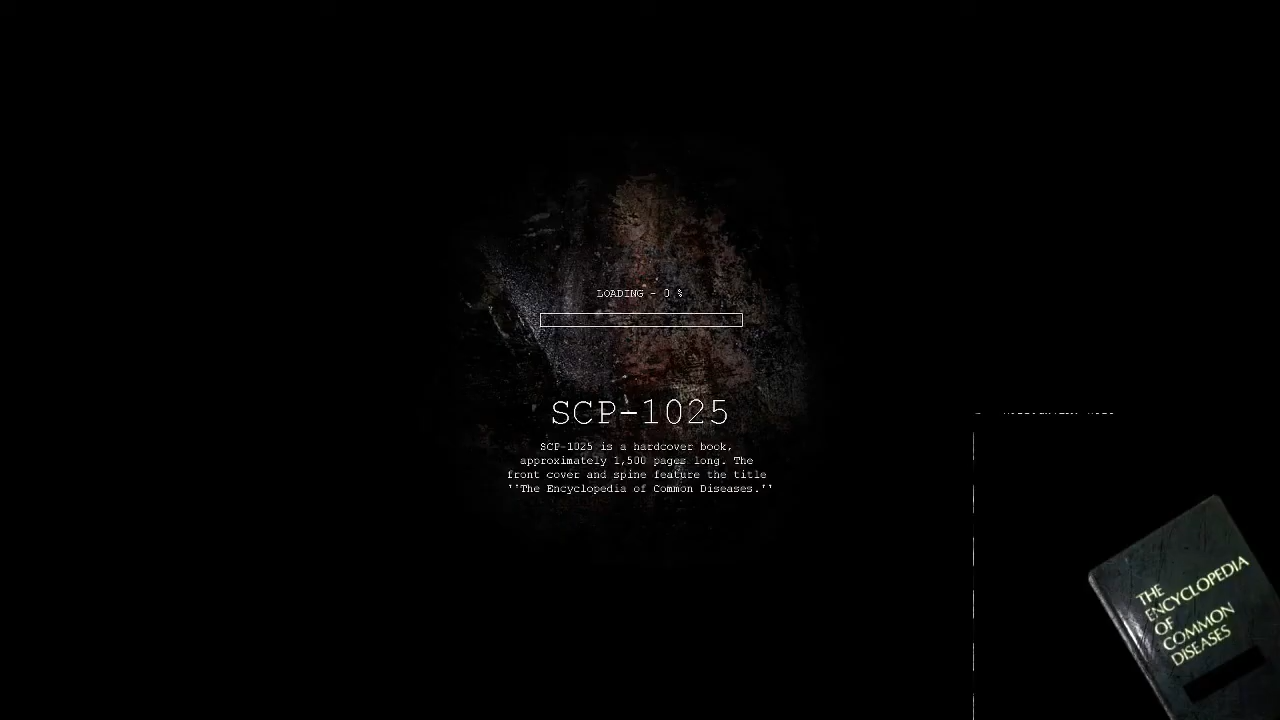 LOADING - 0 %
SCP-1025
SCP-1025 is a hardcover book,
approximately 1,500 pages long. The
front cover and spine feature the title
''The Encyclopedia of Common Diseases.''
THE
ENCYCLOPEDIA
OF
COMMON
DISEASES